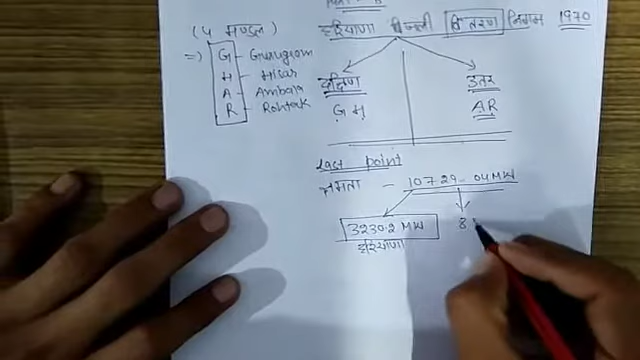 (4 मण्डल)
=> G - Gurugram
H - Hisar
A - Ambala
R - Rohtak
हरियाणा बिजली वितरण निगम 1970
दक्षिण
G H
उत्तर
AR
Last point
क्षमता - 10729.04 MW
3230.2 MW
हरियाणा
8